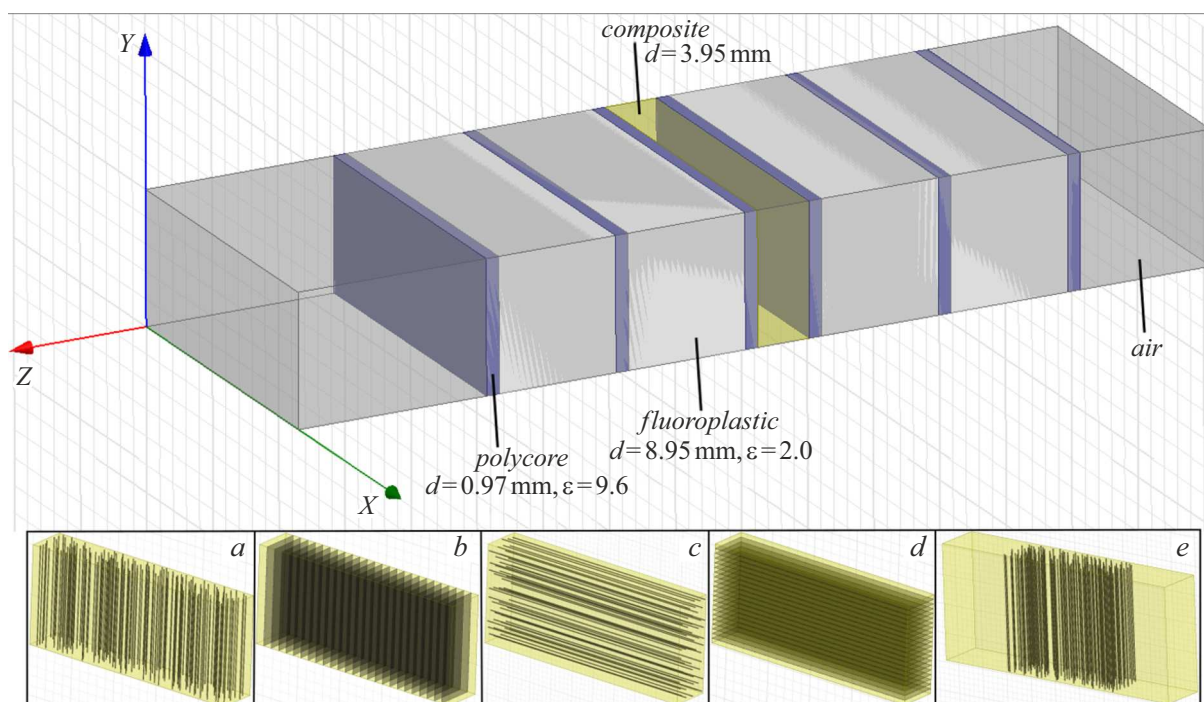 composite
d=3.95 mm
Y
Z
X
air
fluoroplastic
d=8.95 mm, ε=2.0
polycore
d=0.97 mm, ε=9.6
a
b
c
d
e